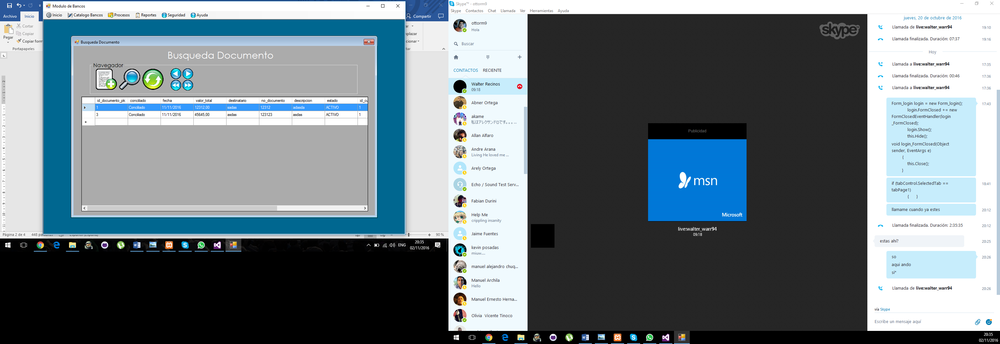 Archivo
Inicio
Cortar
Copiar
Copiar form
Pegar
Portapapeles
Compartir
Modulo de Bancos
Inicio
Catalogo Bancos
Procesos
Reportes
Seguridad
Ayuda
Busqueda Documento
Busqueda Documento
Navegador
id_documento_pk conciliado fecha valor_total destinatario no_documento descripcion estado id_cu
1 Conciliado 11/11/2016 12312,00 sadas 12312 adasda ACTIVO 1
3 Conciliado 11/11/2016 45645,00 asdas 123123 asdas ACTIVO 1
Página 2 de 4
448 palabras
Español (España)
90 %
ENG
20:35
02/11/2016
Skype™ - ottorm9
Skype Contactos Chat Llamada Ver Herramientas Ayuda
ottorm9
Hola
Buscar
CONTACTOS RECIENTE
Walter Recinos
09:18
Abner Ortega
akame
私はアレクサンドロです。。。...
Allan Alfaro
Andre Arana
Living He loved me ...
Arely Ortega
Echo / Sound Test Serv...
Fabian Durini
Help Me
crippling insanity
Jaime Fuentes
kevin posadas
miuw....
manuel alejandro chuq...
Manuel Archila
Hello
Manuel Ernesto Herna...
Olivia Vicente Tinoco
skype™
Publicidad
msn
Microsoft
live:walter_warr94
09:18
jueves, 20 de octubre de 2016
Llamada de live:walter_warr94 19:10
Llamada finalizada. Duración: 07:37 19:16
Hoy
Llamada a live:walter_warr94 17:35
Llamada finalizada. Duración: 00:46 17:36
Llamada a live:walter_warr94 17:36
Form_login login = new Form_login(); 17:43
login.FormClosed += new
FormClosedEventHandler(login
_FormClosed);
login.Show();
this.Hide();
void login_FormClosed(Object
sender, EventArgs e)
{
this.Close();
}
if (tabControl.SelectedTab == 18:41
tabPage1)
{ }
llamame cuando ya estes 20:12
Llamada finalizada. Duración: 2:35:35 20:12
estas ahí? 20:25
so 20:26
aqui ando
si*
Llamada de live:walter_warr94 20:26
vía Skype
Escribe un mensaje aquí
20:35
02/11/2016